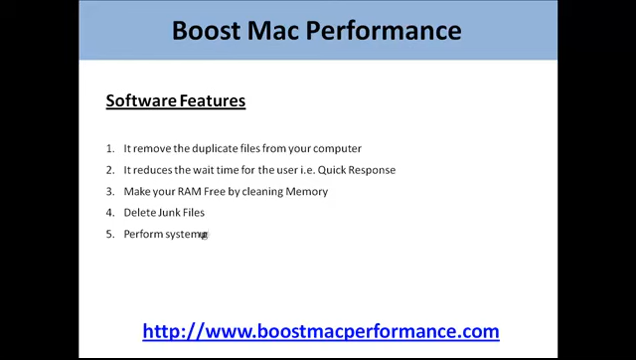 Boost Mac Performance
Software Features
1. It remove the duplicate files from your computer
2. It reduces the wait time for the user i.e. Quick Response
3. Make your RAM Free by cleaning Memory
4. Delete Junk Files
5. Perform system
http://www.boostmacperformance.com